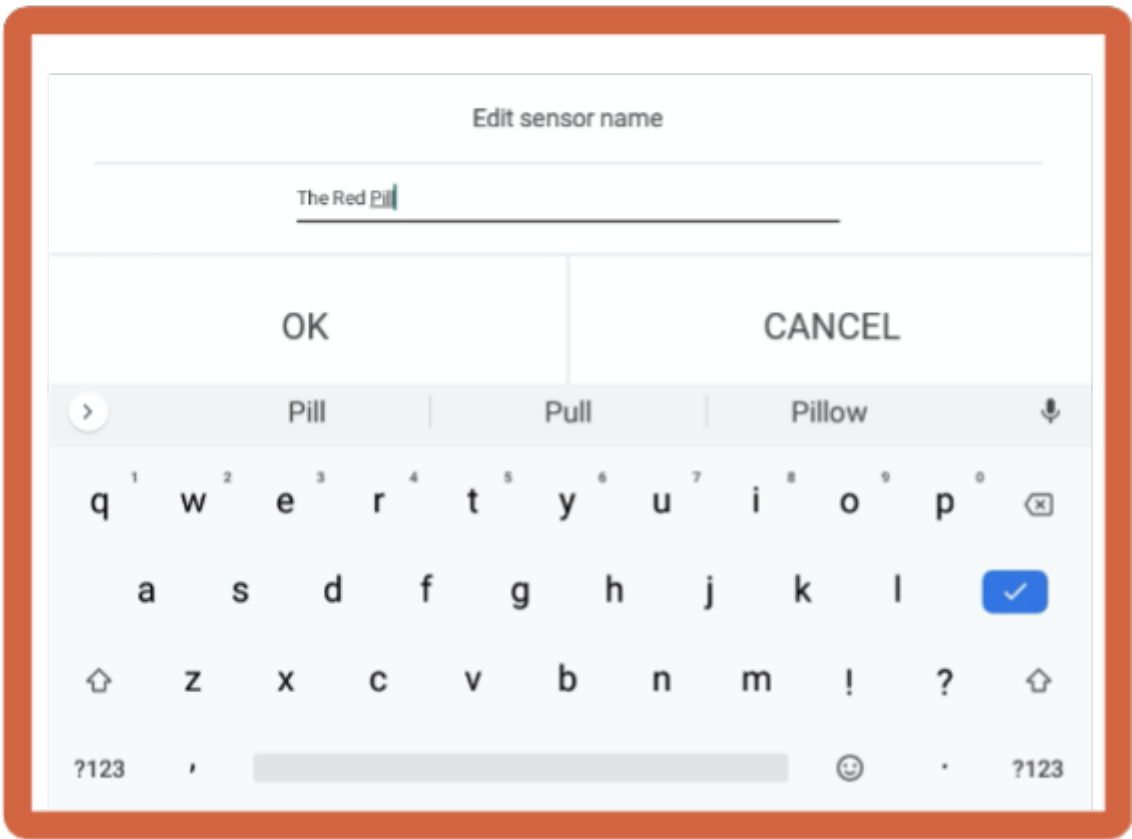 Edit sensor name
The Red Pill
OK CANCEL
Pill Pull Pillow
q 1 w 2 e 3 r 4 t 5 y 6 u 7 i 8 o 9 p 0
a s d f g h j k l
z x c v b n m ! ?
?123 , . ?123